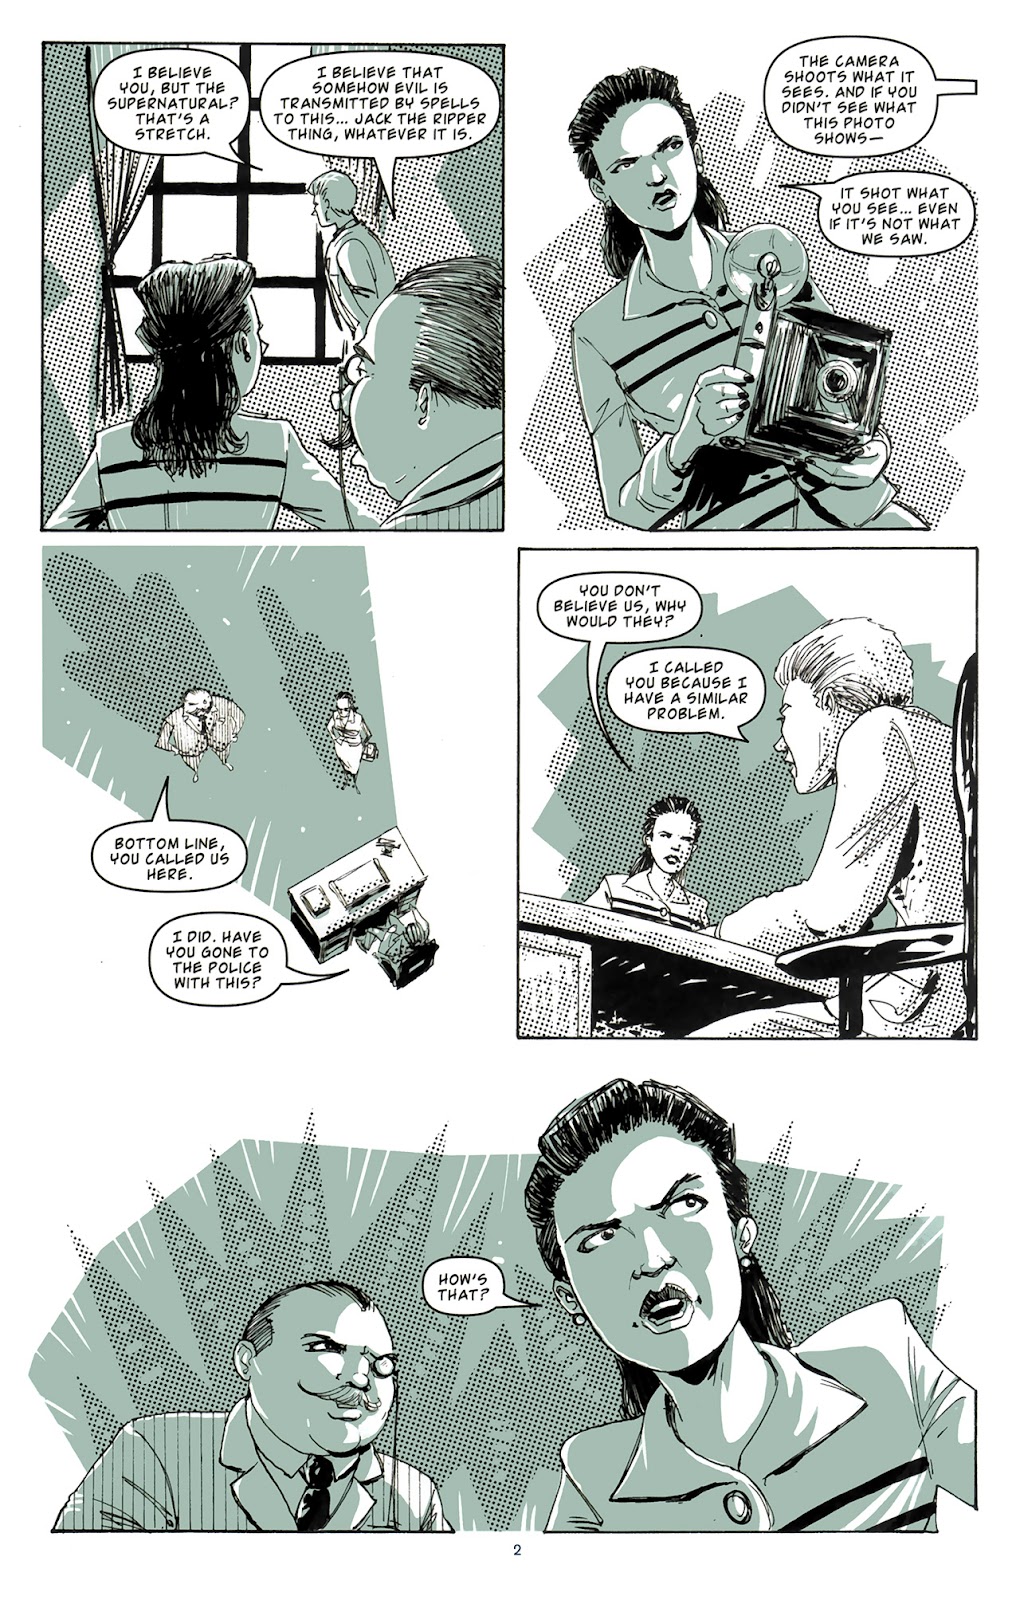 I BELIEVE
YOU, BUT THE
SUPERNATURAL?
THAT'S A
STRETCH.
I BELIEVE THAT
SOMEHOW EVIL IS
TRANSMITTED BY SPELLS
TO THIS... JACK THE RIPPER
THING, WHATEVER IT IS.
THE CAMERA
SHOOTS WHAT IT
SEES. AND IF YOU
DIDN'T SEE WHAT
THIS PHOTO
SHOWS—
IT SHOT WHAT
YOU SEE... EVEN
IF IT'S NOT WHAT
WE SAW.
BOTTOM LINE,
YOU CALLED US
HERE.
I DID. HAVE
YOU GONE TO
THE POLICE
WITH THIS?
YOU DON'T
BELIEVE US, WHY
WOULD THEY?
I CALLED
YOU BECAUSE I
HAVE A SIMILAR
PROBLEM.
HOW'S
THAT?
2